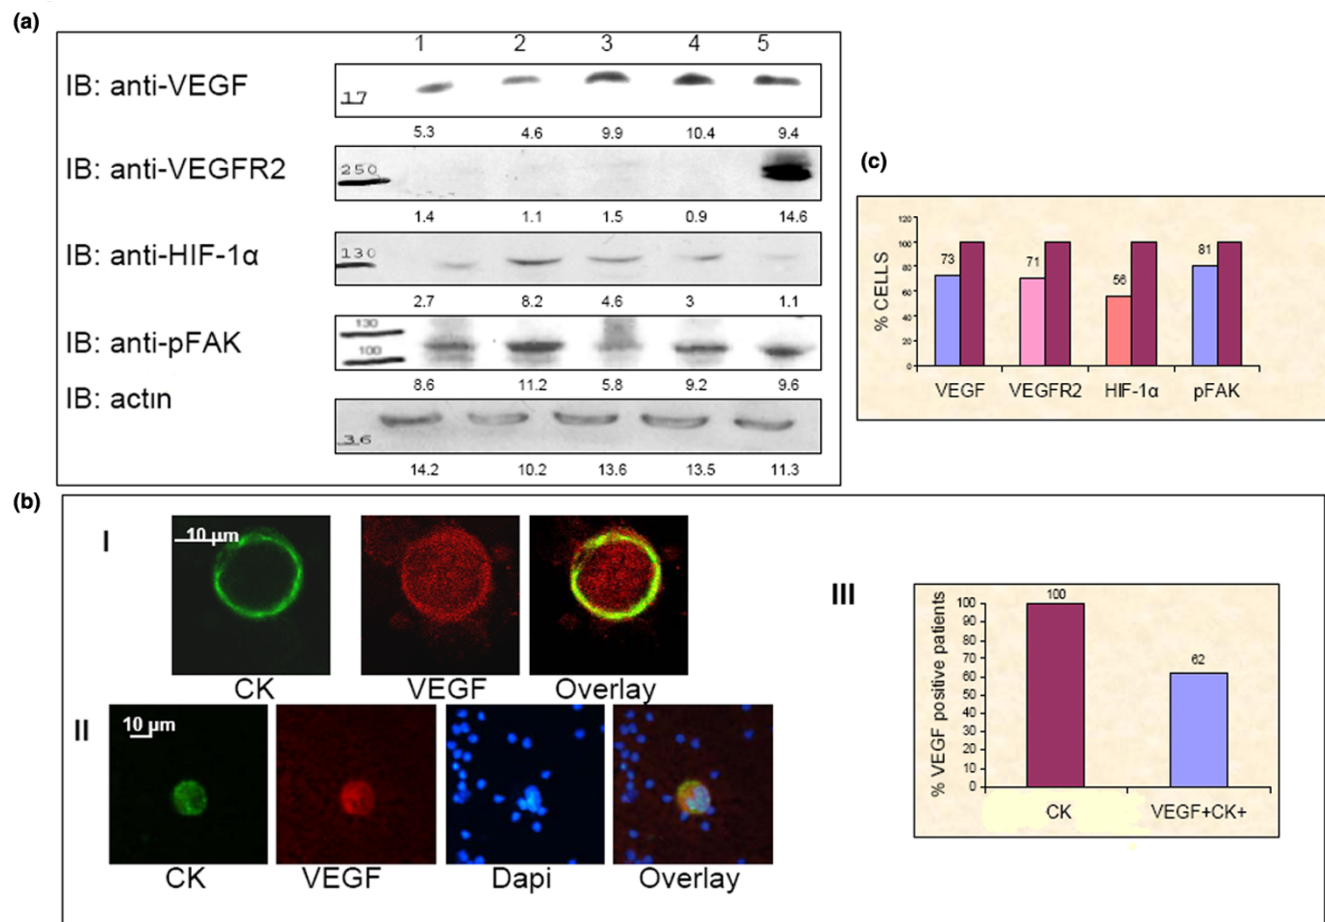 (a)
1 2 3 4 5
IB: anti-VEGF
17
5.3 4.6 9.9 10.4 9.4
IB: anti-VEGFR2
250
1.4 1.1 1.5 0.9 14.6
IB: anti-HIF-1α
130
2.7 8.2 4.6 3 1.1
IB: anti-pFAK
130
100
8.6 11.2 5.8 9.2 9.6
IB: actin
36
14.2 10.2 13.6 13.5 11.3
(c)
% CELLS
120
100
80
60
40
20
0
73 71 56 81
VEGF VEGFR2 HIF-1α pFAK
(b)
I
10 µm
CK VEGF Overlay
II
10 µm
CK VEGF Dapi Overlay
III
% VEGF positive patients
100
90
80
70
60
50
40
30
20
10
0
100
62
CK VEGF+CK+